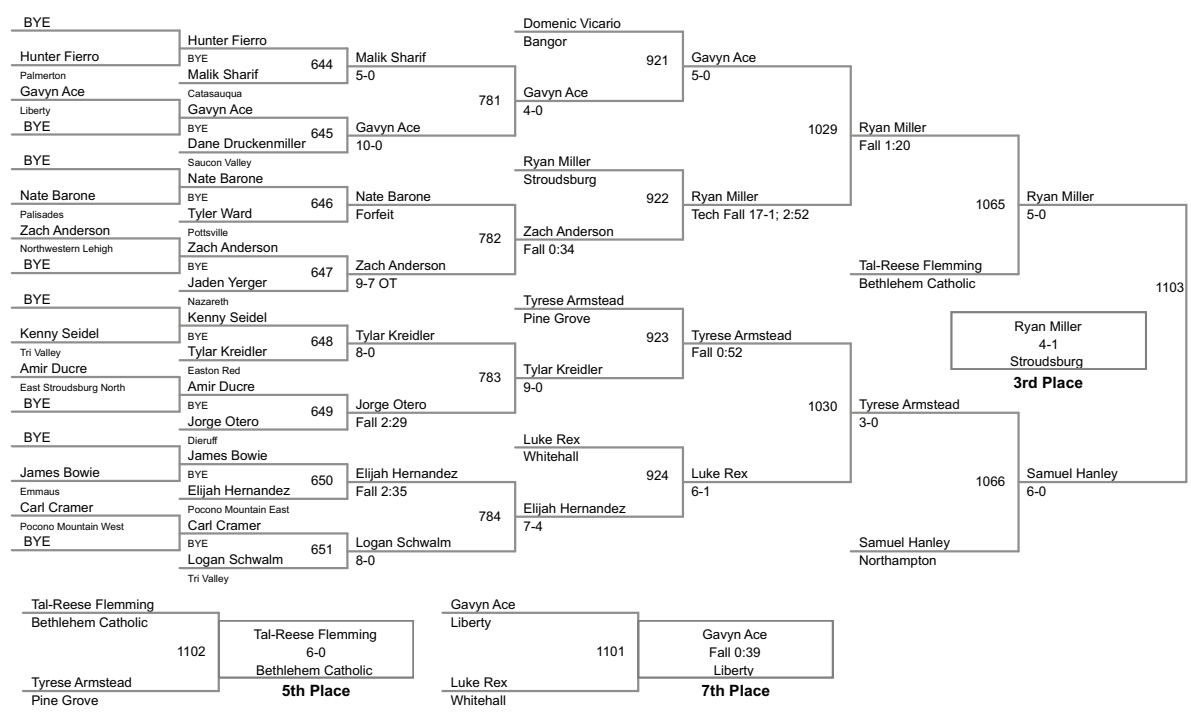 BYE
Hunter Fierro
Palmerton
Gavyn Ace
Liberty
BYE
BYE
Nate Barone
Palisades
Zach Anderson
Northwestern Lehigh
BYE
BYE
Kenny Seidel
Tri Valley
Amir Ducre
East Stroudsburg North
BYE
BYE
James Bowie
Emmaus
Carl Cramer
Pocono Mountain West
BYE
Hunter Fierro
BYE
644
Malik Sharif
Catasauqua
Gavyn Ace
BYE
645
Dane Druckenmiller
Saucon Valley
Nate Barone
BYE
646
Tyler Ward
Pottsville
Zach Anderson
BYE
647
Jaden Yerger
Nazareth
Kenny Seidel
BYE
648
Tylar Kreidler
Easton Red
Amir Ducre
BYE
649
Jorge Otero
Dieruff
James Bowie
BYE
650
Elijah Hernandez
Pocono Mountain East
Carl Cramer
BYE
651
Logan Schwalm
Tri Valley
Malik Sharif
5-0
781
Gavyn Ace
10-0
Nate Barone
Forfeit
782
Zach Anderson
9-7 OT
Tylar Kreidler
8-0
783
Jorge Otero
Fall 2:29
Elijah Hernandez
Fall 2:35
784
Logan Schwalm
8-0
Domenic Vicario
Bangor
921
Gavyn Ace
4-0
Ryan Miller
Stroudsburg
922
Zach Anderson
Fall 0:34
Tyrese Armstead
Pine Grove
923
Tylar Kreidler
9-0
Luke Rex
Whitehall
924
Elijah Hernandez
7-4
Gavyn Ace
5-0
1029
Ryan Miller
Tech Fall 17-1; 2:52
Tyrese Armstead
Fall 0:52
1030
Luke Rex
6-1
Ryan Miller
Fall 1:20
1065
Tal-Reese Flemming
Bethlehem Catholic
Tyrese Armstead
3-0
1066
Samuel Hanley
Northampton
Ryan Miller
5-0
1103
Samuel Hanley
6-0
Ryan Miller
4-1
Stroudsburg
3rd Place
Tal-Reese Flemming
Bethlehem Catholic
1102
Tyrese Armstead
Pine Grove
Tal-Reese Flemming
6-0
Bethlehem Catholic
5th Place
Gavyn Ace
Liberty
1101
Luke Rex
Whitehall
Gavyn Ace
Fall 0:39
Liberty
7th Place